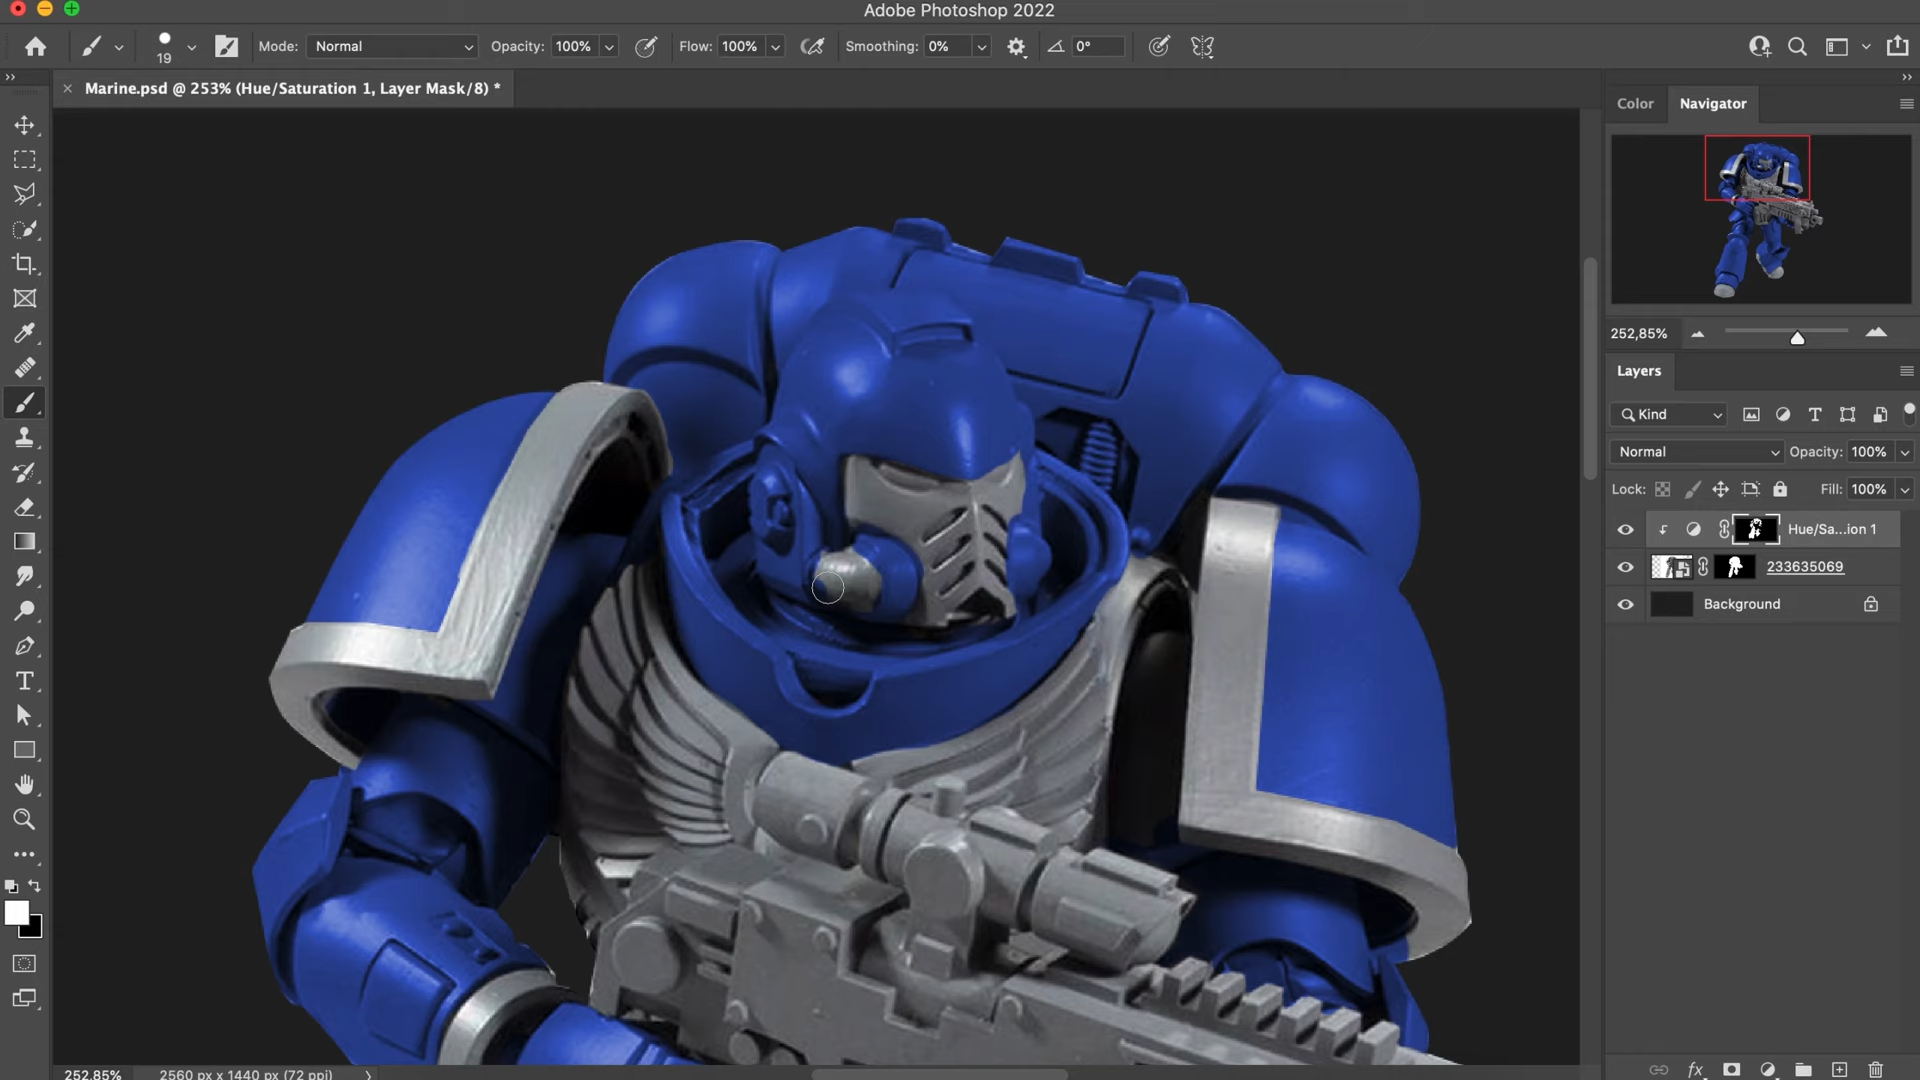 Adobe Photoshop 2022
19
Mode: Normal
Opacity: 100%
Flow: 100%
Smoothing: 0%
0°
Marine.psd @ 253% (Hue/Saturation 1, Layer Mask/8) *
Color
Navigator
252,85%
Layers
Kind
Normal
Opacity: 100%
Lock:
Fill: 100%
Hue/Sa...ion 1
233635069
Background
fx
252,85%
2560 px x 1440 px (72 ppi)